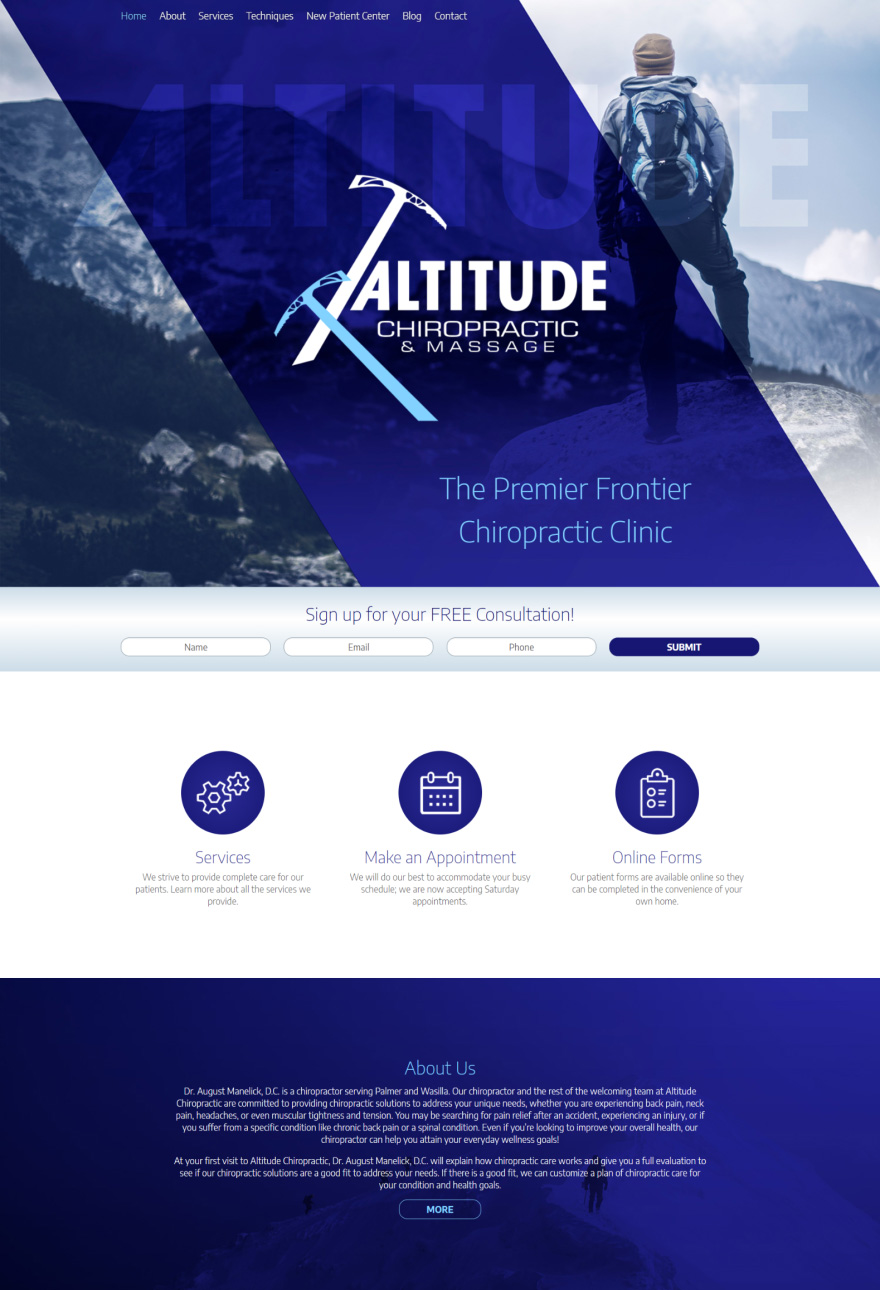 Home About Services Techniques New Patient Center Blog Contact
ALTITUDE
ALTITUDE
CHIROPRACTIC
& MASSAGE
The Premier Frontier
Chiropractic Clinic
Sign up for your FREE Consultation!
Name Email Phone SUBMIT
Services
We strive to provide complete care for our
patients. Learn more about all the services we
provide.
Make an Appointment
We will do our best to accommodate your busy
schedule; we are now accepting Saturday
appointments.
Online Forms
Our patient forms are available online so they
can be completed in the convenience of your
own home.
About Us
Dr. August Manelick, D.C. is a chiropractor serving Palmer and Wasilla. Our chiropractor and the rest of the welcoming team at Altitude
Chiropractic are committed to providing chiropractic solutions to address your unique needs, whether you are experiencing back pain, neck
pain, headaches, or even muscular tightness and tension. You may be searching for pain relief after an accident, experiencing an injury, or if
you suffer from a specific condition like chronic back pain or a spinal condition. Even if you're looking to improve your overall health, our
chiropractor can help you attain your everyday wellness goals!
At your first visit to Altitude Chiropractic, Dr. August Manelick, D.C. will explain how chiropractic care works and give you a full evaluation to
see if our chiropractic solutions are a good fit to address your needs. If there is a good fit, we can customize a plan of chiropractic care for
your condition and health goals.
MORE